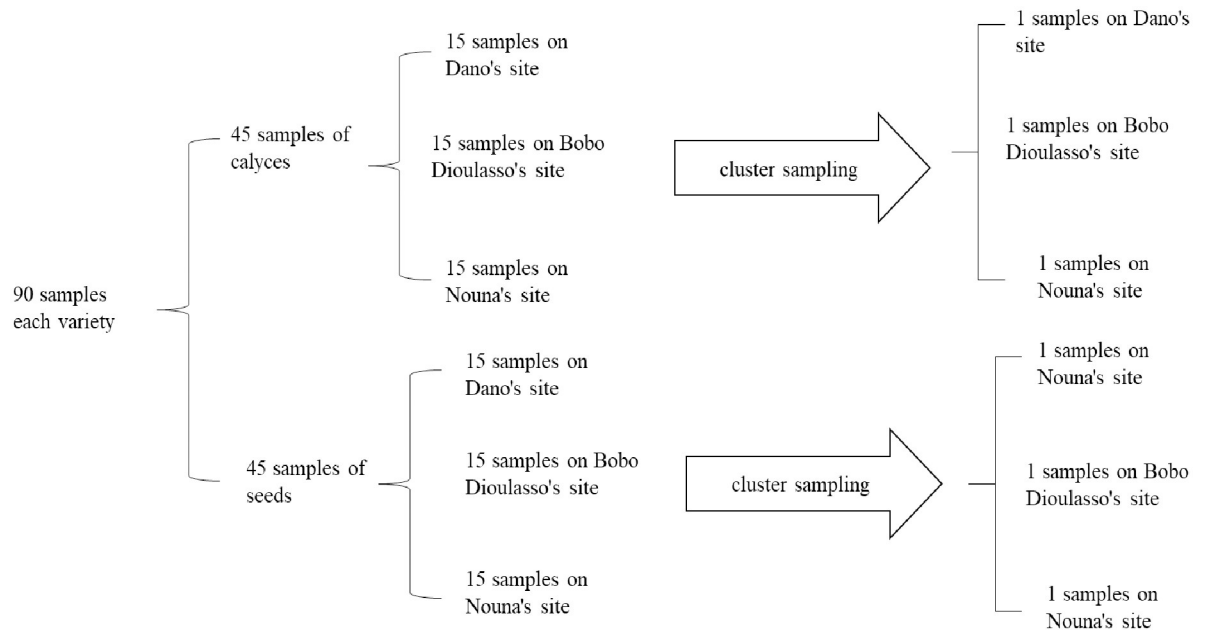 90 samples
each variety
45 samples of
calyces
15 samples on
Dano's site
15 samples on Bobo
Dioulasso's site
15 samples on
Nouna's site
cluster sampling
1 samples on Dano's
site
1 samples on Bobo
Dioulasso's site
1 samples on
Nouna's site
45 samples of
seeds
15 samples on
Dano's site
15 samples on Bobo
Dioulasso's site
15 samples on
Nouna's site
cluster sampling
1 samples on
Nouna's site
1 samples on Bobo
Dioulasso's site
1 samples on
Nouna's site